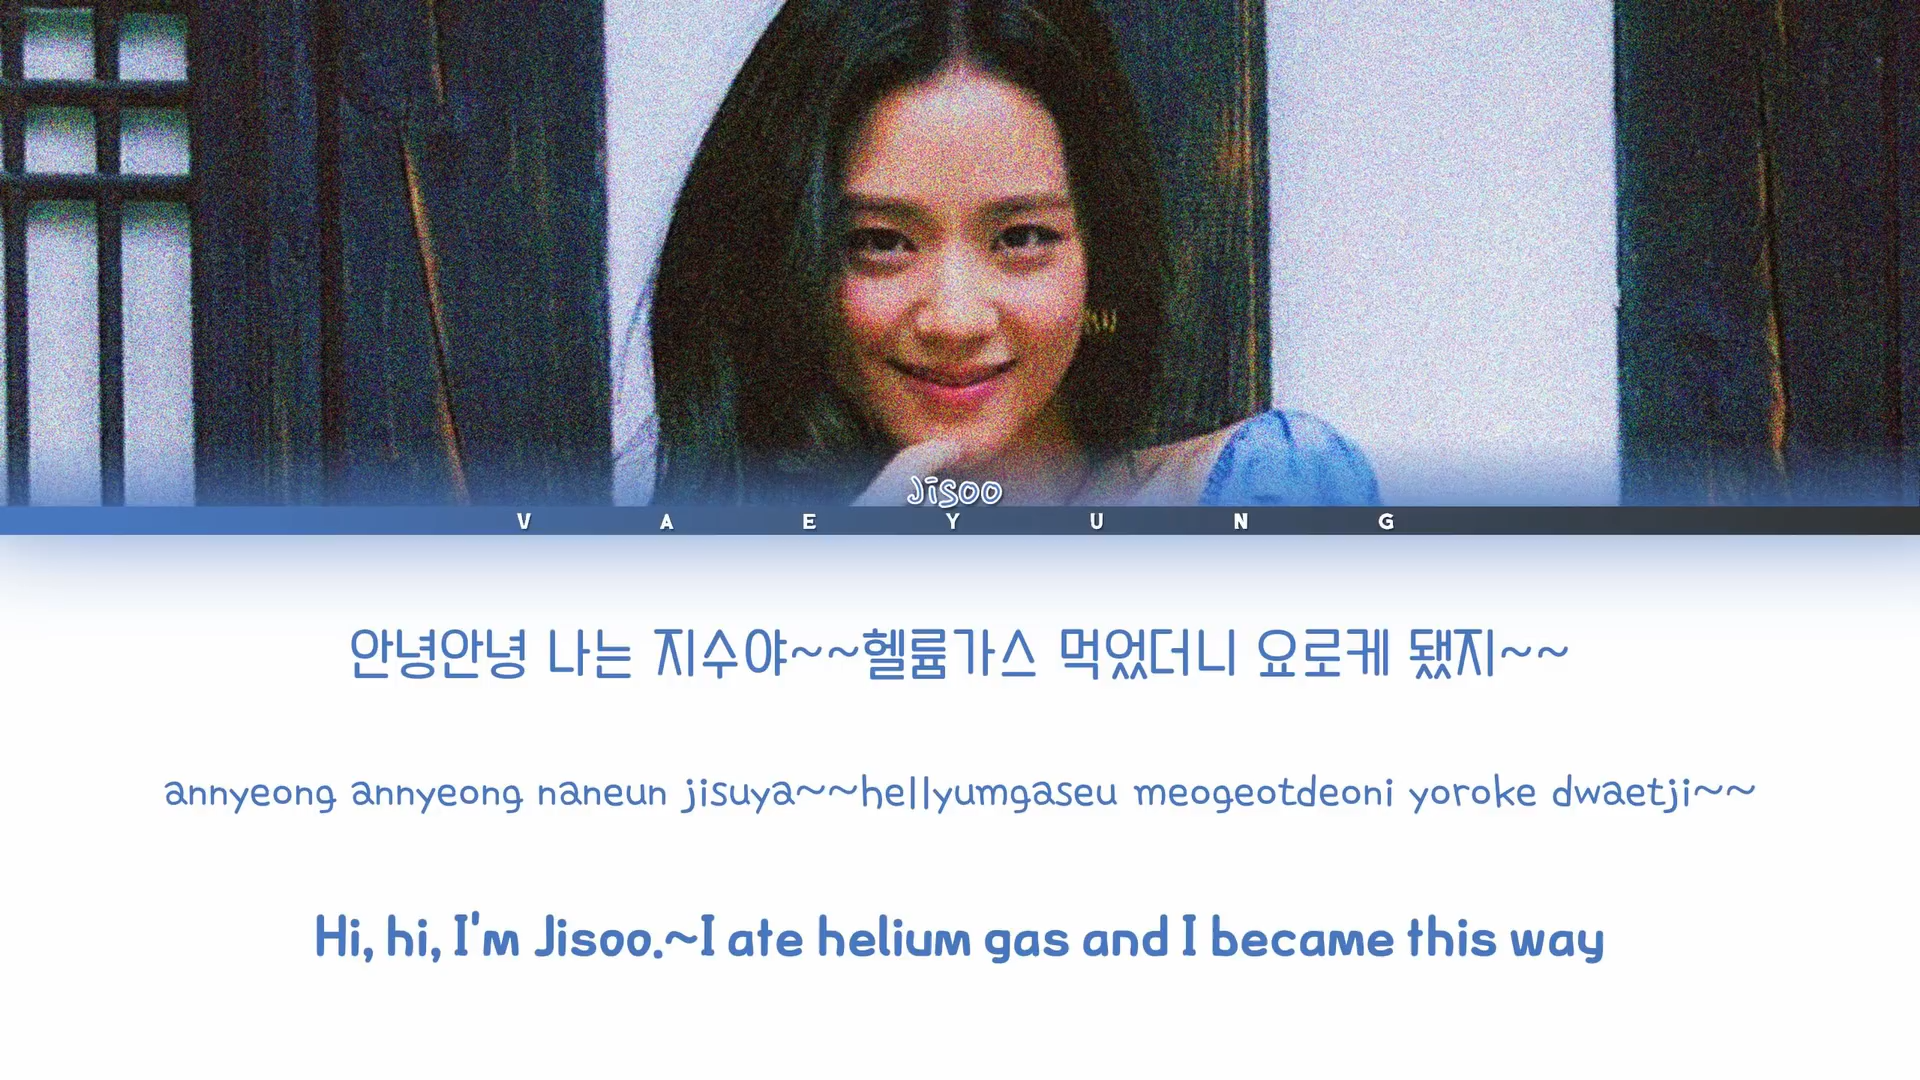 Jisoo
V A E Y U N G
안녕안녕 나는 지수야~~헬륨가스 먹었더니 요로케 됐지~~
annyeong annyeong naneun jisuya~~hellyumgaseu meogeotdeoni yoroke dwaetji~~
Hi, hi, I'm Jisoo.~I ate helium gas and I became this way